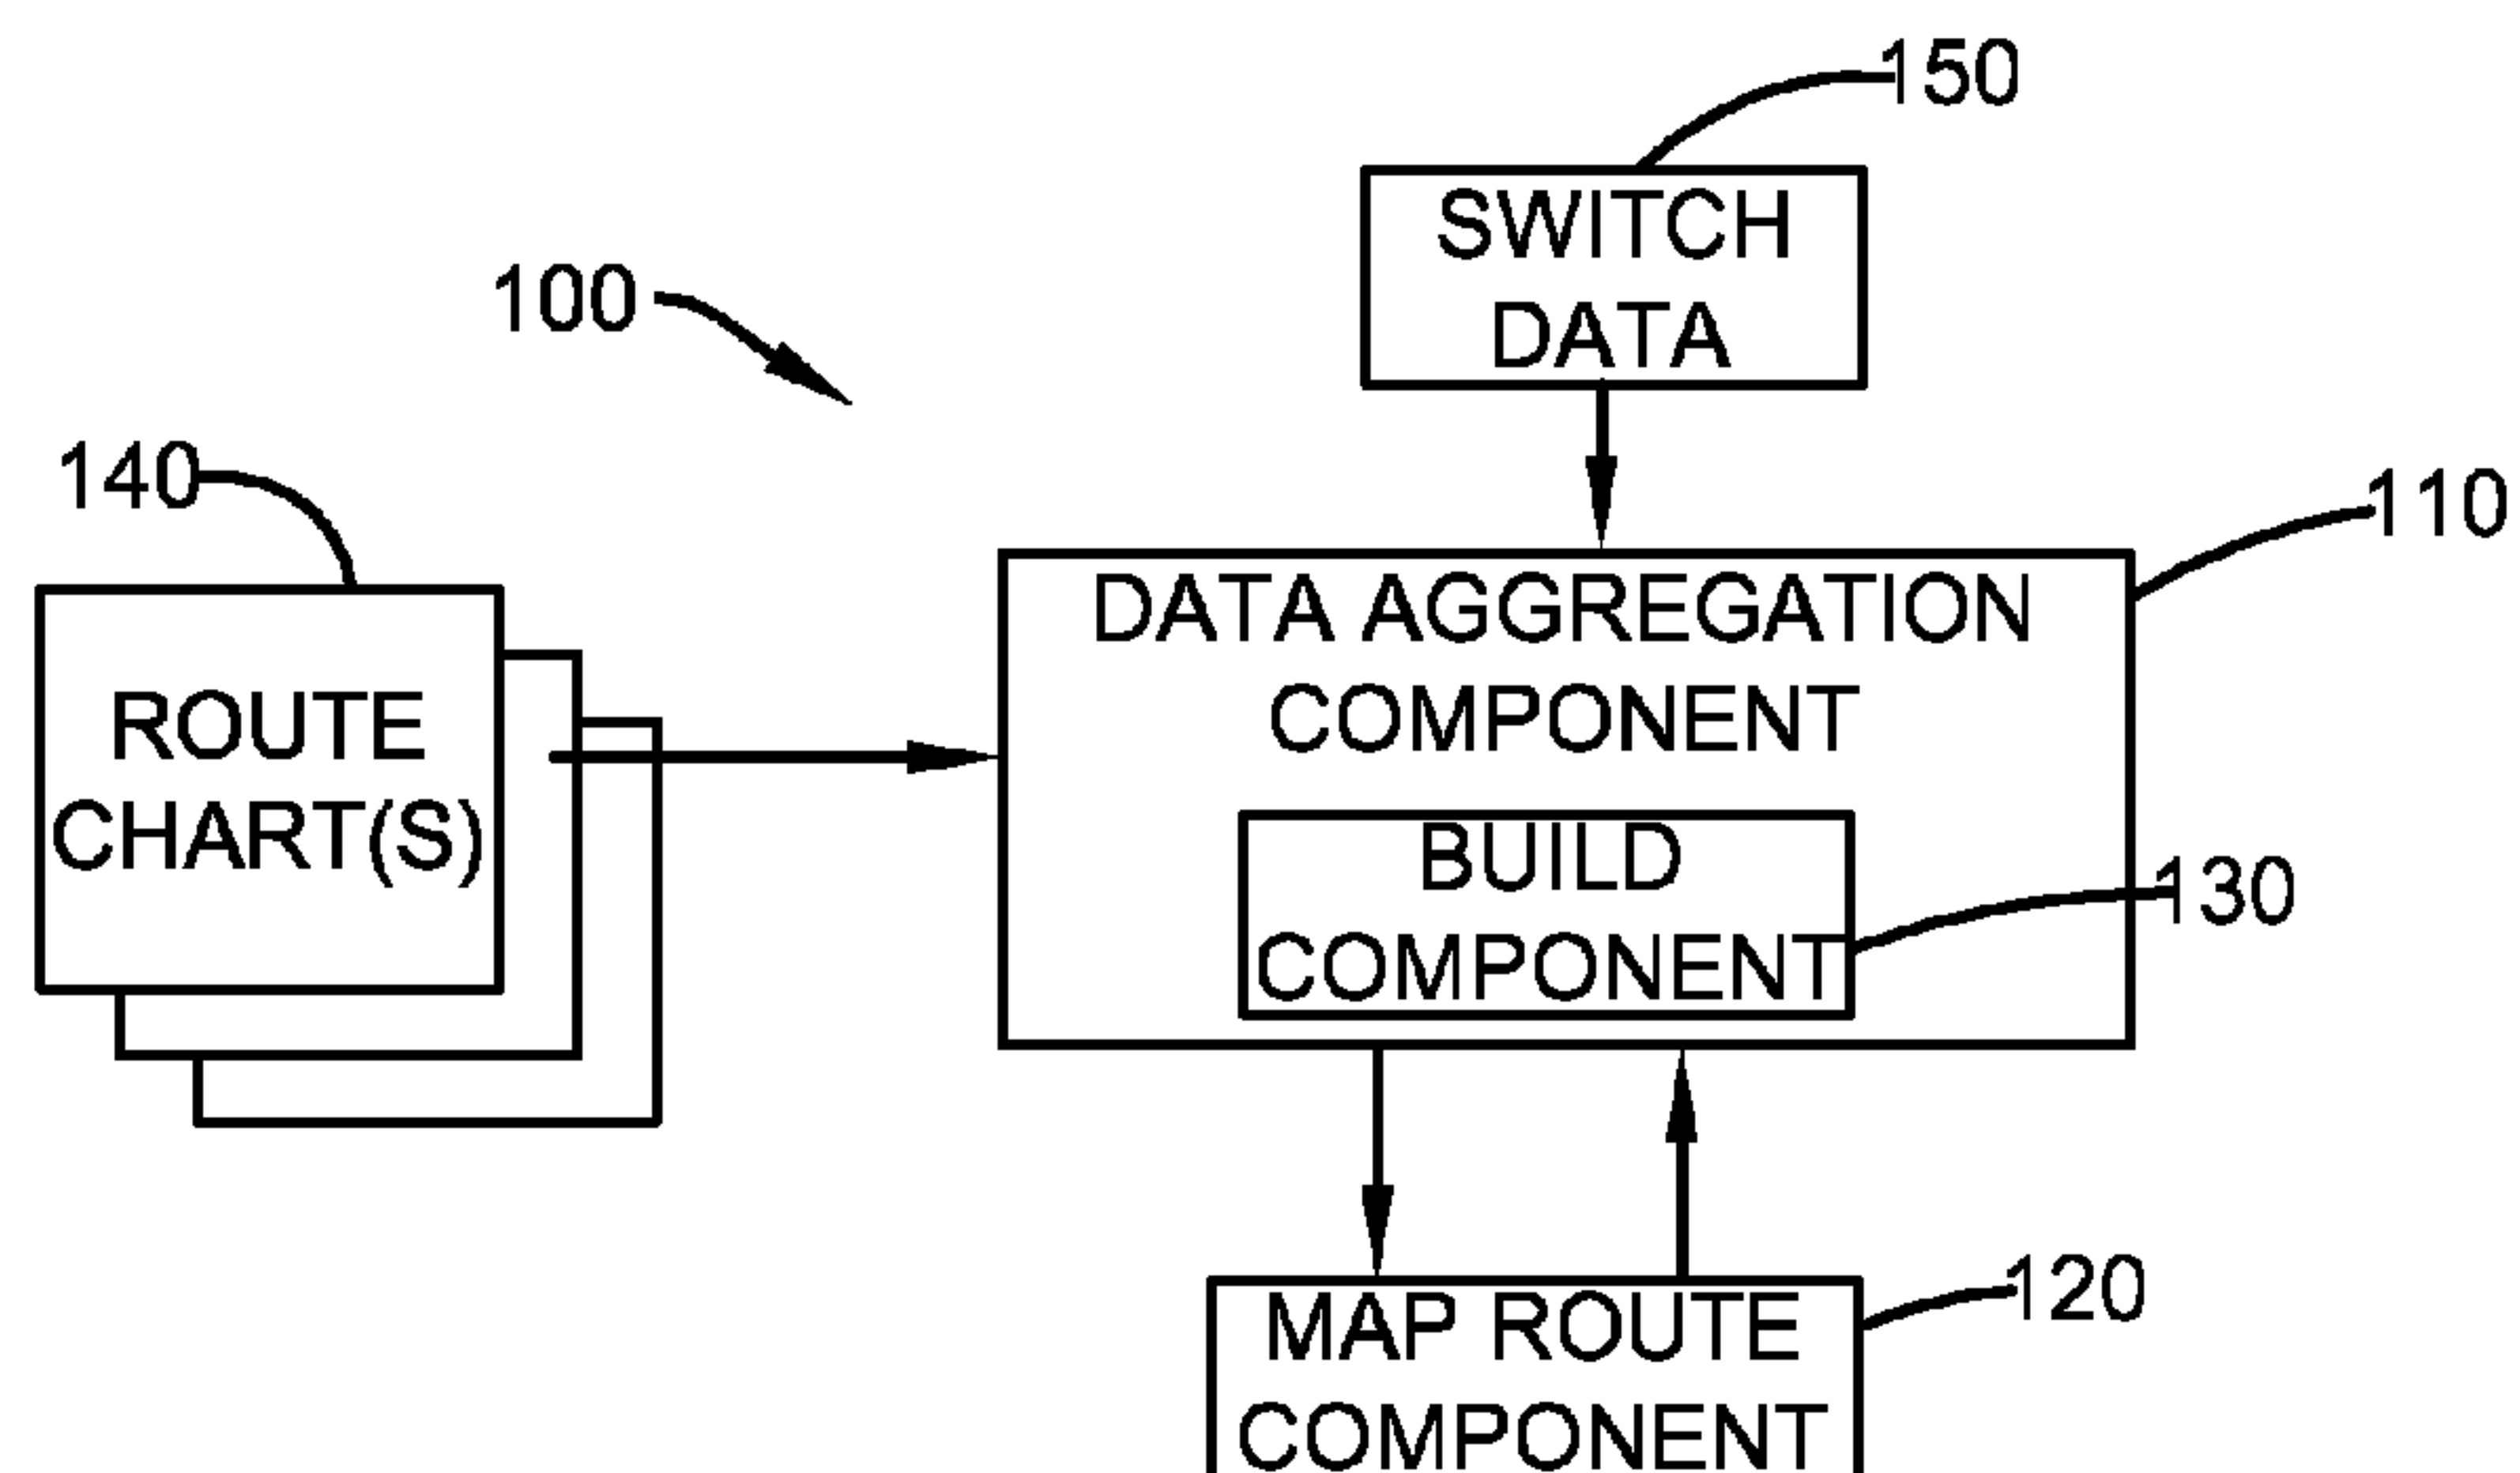 150
SWITCH
DATA
100
140
110
DATA AGGREGATION
COMPONENT
ROUTE
CHART(S)
BUILD
COMPONENT
130
120
MAP ROUTE
COMPONENT